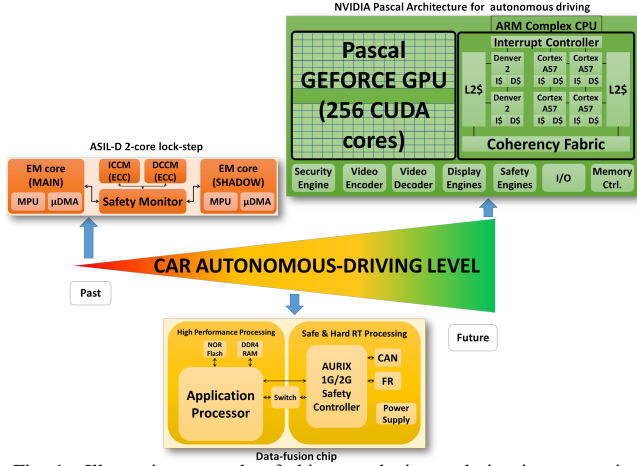 NVIDIA Pascal Architecture for autonomous driving
ARM Complex CPU
Pascal
GEFORCE GPU
(256 CUDA
cores)
Interrupt Controller
L2$
Denver
2
I$ D$
Cortex
A57
I$ D$
Cortex
A57
I$ D$
L2$
Denver
2
I$ D$
Cortex
A57
I$ D$
Cortex
A57
I$ D$
Coherency Fabric
Security
Engine
Video
Encoder
Video
Decoder
Display
Engines
Safety
Engines
I/O
Memory
Ctrl.
ASIL-D 2-core lock-step
EM core
(MAIN)
MPU
µDMA
ICCM
(ECC)
DCCM
(ECC)
Safety Monitor
EM core
(SHADOW)
MPU
µDMA
CAR AUTONOMOUS-DRIVING LEVEL
Past
Future
High Performance Processing
NOR
Flash
DDR4
RAM
Application
Processor
Switch
Safe & Hard RT Processing
AURIX
1G/2G
Safety
Controller
CAN
FR
Power
Supply
Data-fusion chip